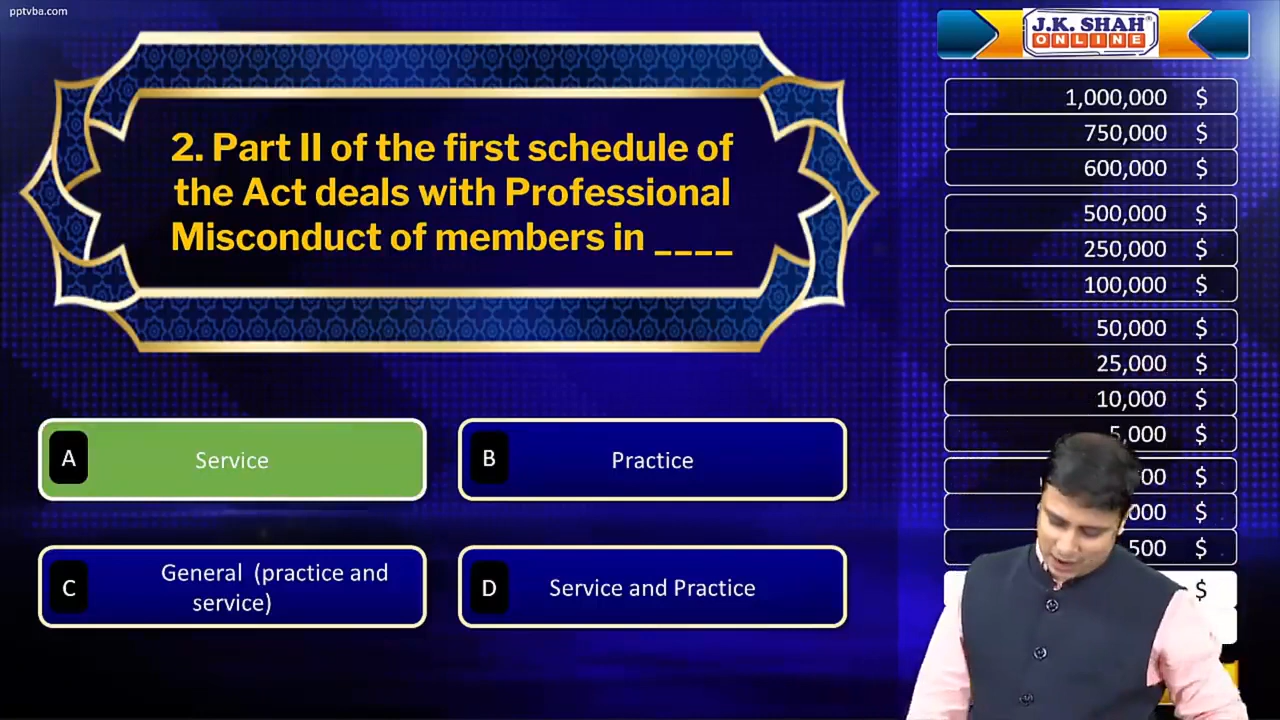 pptvba.com
J.K. SHAH®
ONLINE
2. Part II of the first schedule of
the Act deals with Professional
Misconduct of members in ____
A Service
B Practice
C General (practice and
service)
D Service and Practice
1,000,000 $
750,000 $
600,000 $
500,000 $
250,000 $
100,000 $
50,000 $
25,000 $
10,000 $
5,000 $
$
$
500 $
$